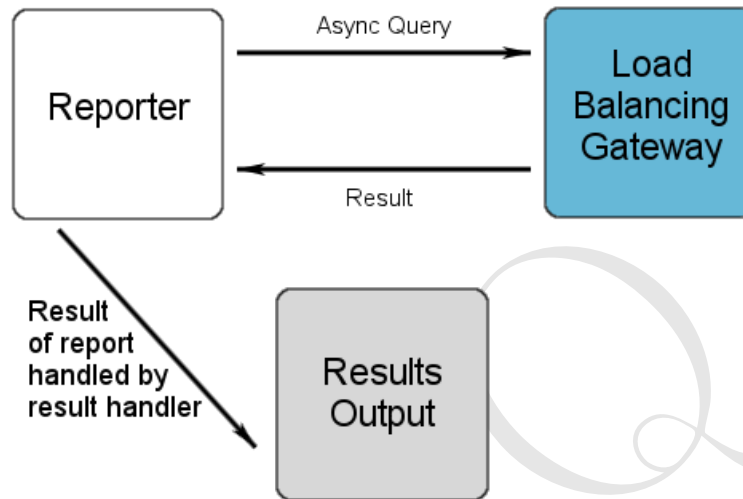 Async Query
Reporter
Load
Balancing
Gateway
Result
Result
of report
handled by
result handler
Results
Output